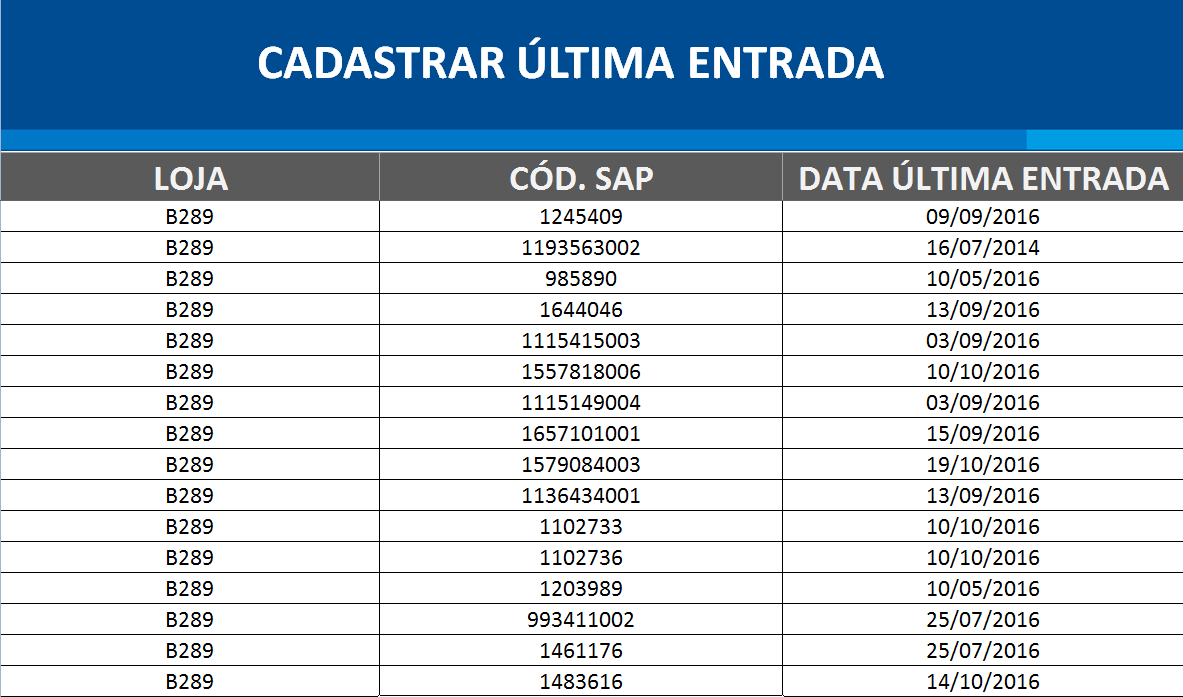 CADASTRAR ÚLTIMA ENTRADA
LOJA CÓD. SAP DATA ÚLTIMA ENTRADA
B289 1245409 09/09/2016
B289 1193563002 16/07/2014
B289 985890 10/05/2016
B289 1644046 13/09/2016
B289 1115415003 03/09/2016
B289 1557818006 10/10/2016
B289 1115149004 03/09/2016
B289 1657101001 15/09/2016
B289 1579084003 19/10/2016
B289 1136434001 13/09/2016
B289 1102733 10/10/2016
B289 1102736 10/10/2016
B289 1203989 10/05/2016
B289 993411002 25/07/2016
B289 1461176 25/07/2016
B289 1483616 14/10/2016